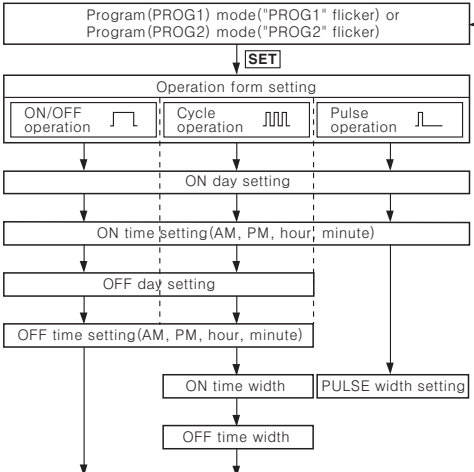 Program(PROG1) mode("PROG1" flicker) or
Program(PROG2) mode("PROG2" flicker)
SET
Operation form setting
ON/OFF
operation
Cycle
operation
Pulse
operation
ON day setting
ON time setting(AM, PM, hour, minute)
OFF day setting
OFF time setting(AM, PM, hour, minute)
ON time width
PULSE width setting
OFF time width